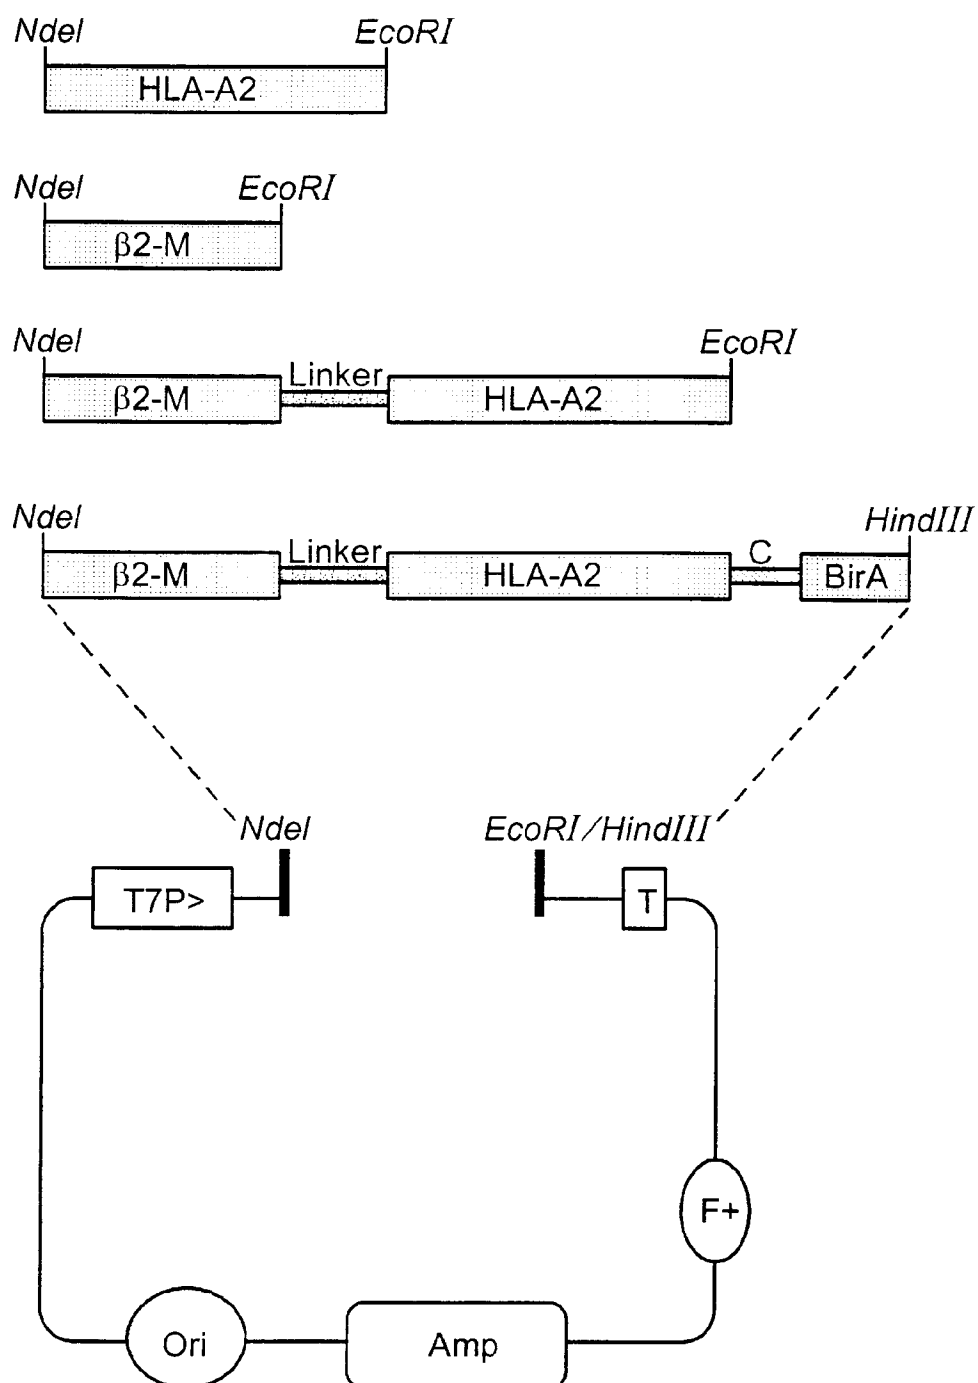 NdeI EcoRI
HLA-A2
NdeI EcoRI
β2-M
NdeI EcoRI
β2-M Linker HLA-A2
NdeI HindIII
β2-M Linker HLA-A2 C BirA
NdeI EcoRI/HindIII
T7P> T
F+
Ori Amp